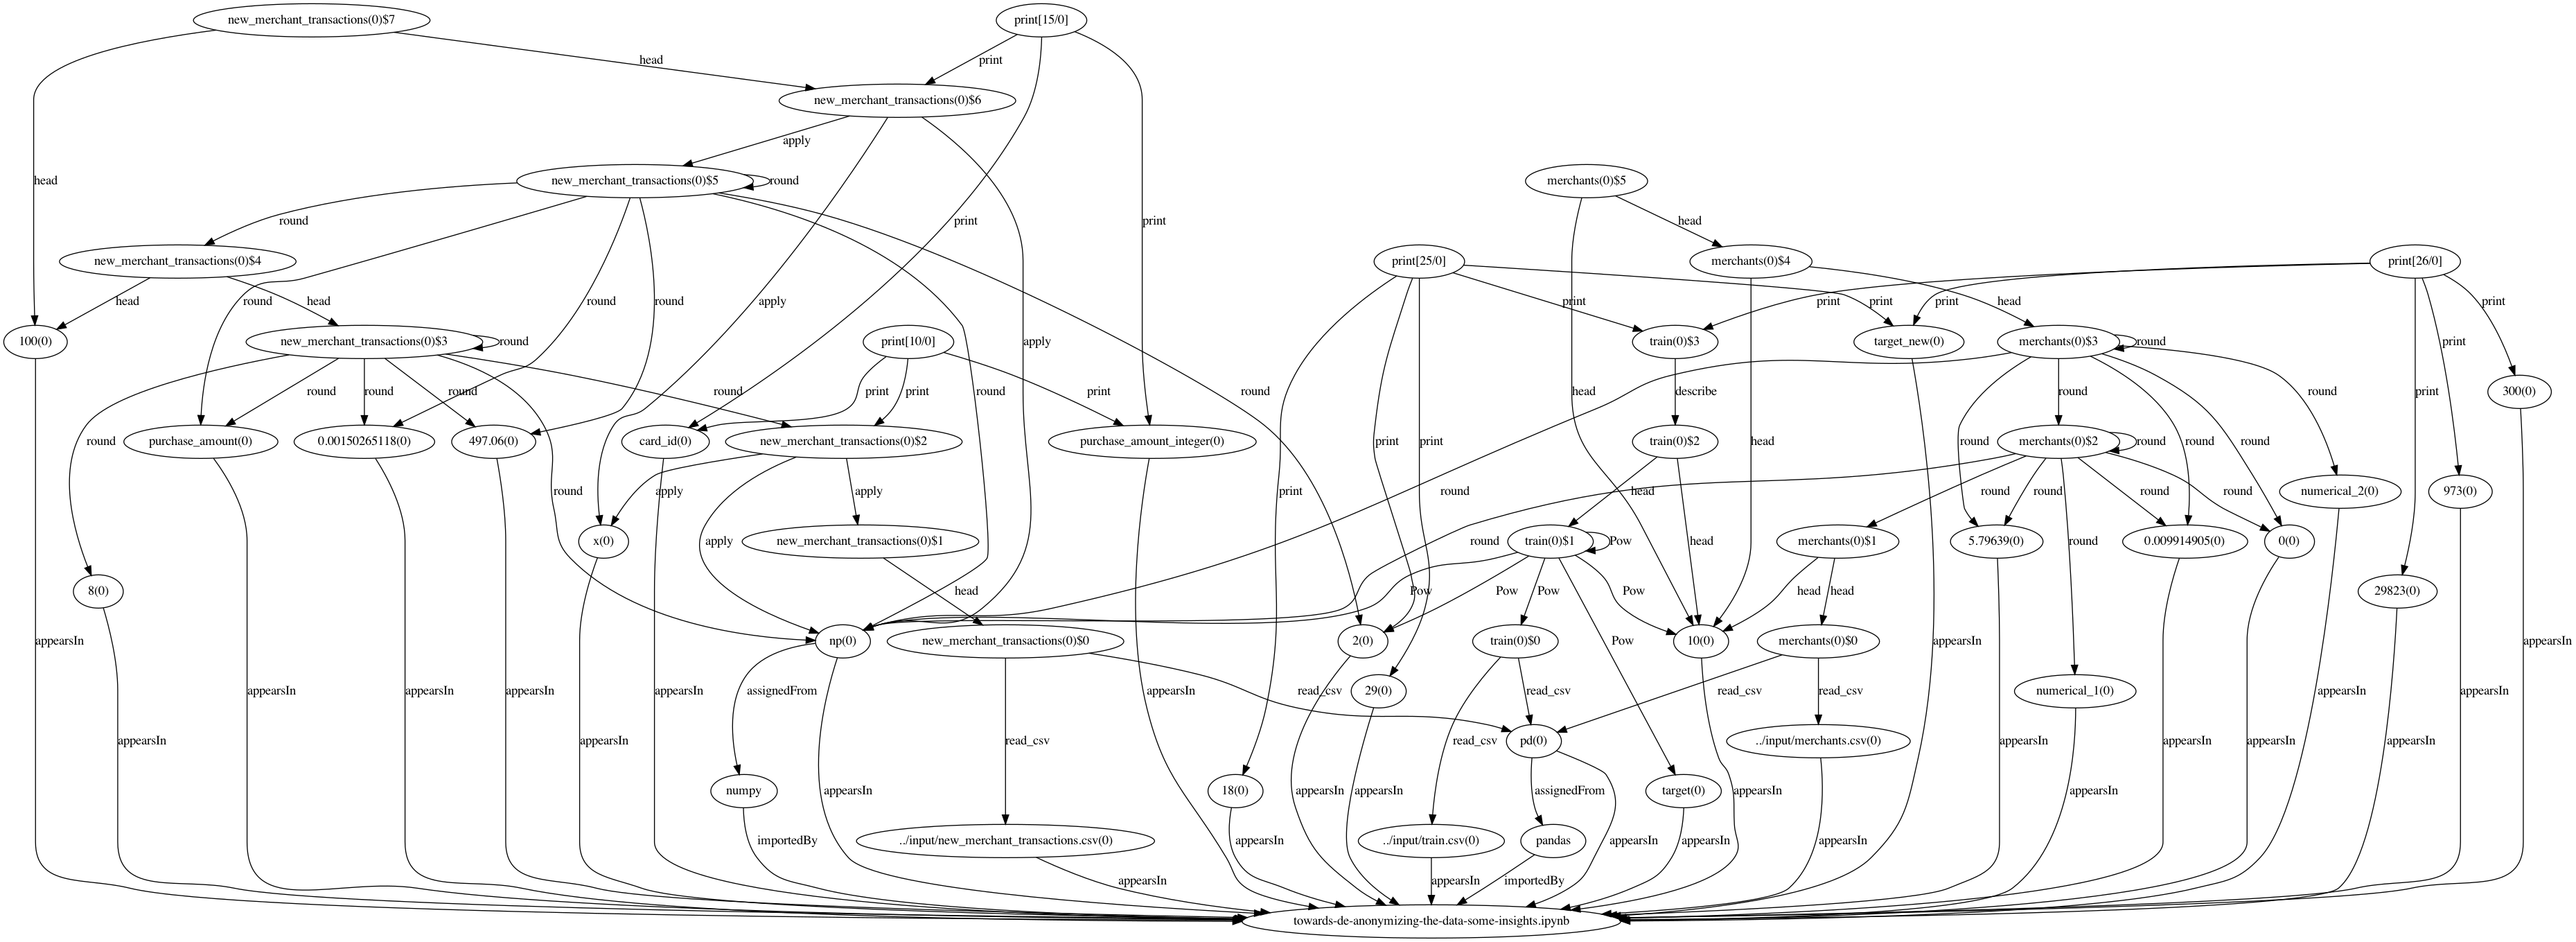 new_merchant_transactions(0)$7
print[15/0]
head
print
new_merchant_transactions(0)$6
apply
head
new_merchant_transactions(0)$5
round
merchants(0)$5
round
print
print
head
new_merchant_transactions(0)$4
print[25/0]
merchants(0)$4
print[26/0]
head
head
round
round
round
apply
print
print
print
print
head
print
100(0)
new_merchant_transactions(0)$3
round
print[10/0]
apply
train(0)$3
target_new(0)
merchants(0)$3
round
print
round
round
round
round
print
print
print
round
round
round
head
describe
round
round
print
300(0)
round
purchase_amount(0)
0.00150265118(0)
497.06(0)
card_id(0)
new_merchant_transactions(0)$2
purchase_amount_integer(0)
print
print
train(0)$2
head
merchants(0)$2
round
round
round
round
round
apply
apply
print
round
head
round
round
round
round
numerical_2(0)
973(0)
8(0)
x(0)
apply
new_merchant_transactions(0)$1
round
train(0)$1
Pow
head
merchants(0)$1
5.79639(0)
round
0.009914905(0)
0(0)
head
Pow
Pow
Pow
Pow
head
head
29823(0)
appearsIn
np(0)
new_merchant_transactions(0)$0
2(0)
train(0)$0
Pow
10(0)
merchants(0)$0
appearsIn
appearsIn
appearsIn
appearsIn
appearsIn
appearsIn
assignedFrom
appearsIn
read_csv
29(0)
read_csv
read_csv
read_csv
numerical_1(0)
appearsIn
appearsIn
appearsIn
appearsIn
read_csv
read_csv
pd(0)
../input/merchants.csv(0)
appearsIn
appearsIn
appearsIn
appearsIn
numpy
appearsIn
18(0)
appearsIn
appearsIn
assignedFrom
target(0)
appearsIn
appearsIn
importedBy
../input/new_merchant_transactions.csv(0)
appearsIn
../input/train.csv(0)
pandas
appearsIn
appearsIn
appearsIn
appearsIn
appearsIn
importedBy
towards-de-anonymizing-the-data-some-insights.ipynb